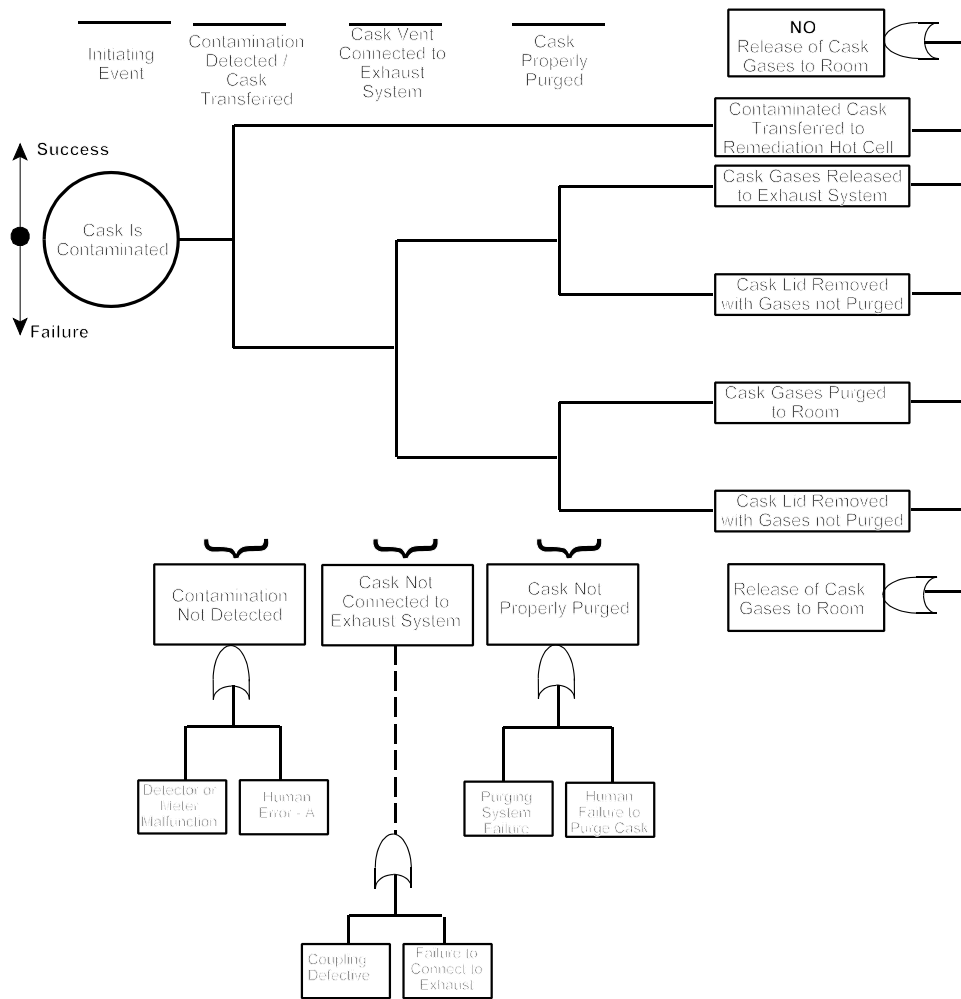 Initiating
Event
Contamination
Detected /
Cask
Transferred
Cask Vent
Connected to
Exhaust
System
Cask
Properly
Purged
NO
Release of Cask
Gases to Room
Contaminated Cask
Transferred to
Remediation Hot Cell
Success
Cask Gases Released
to Exhaust System
Cask Is
Contaminated
Cask Lid Removed
with Gases not Purged
Failure
Cask Gases Purged
to Room
Cask Lid Removed
with Gases not Purged
Contamination
Not Detected
Cask Not
Connected to
Exhaust System
Cask Not
Properly Purged
Release of Cask
Gases to Room
Detector or
Meter
Malfunction
Human
Error - A
Purging
System
Failure
Human
Failure to
Purge Cask
Coupling
Defective
Failure to
Connect to
Exhaust